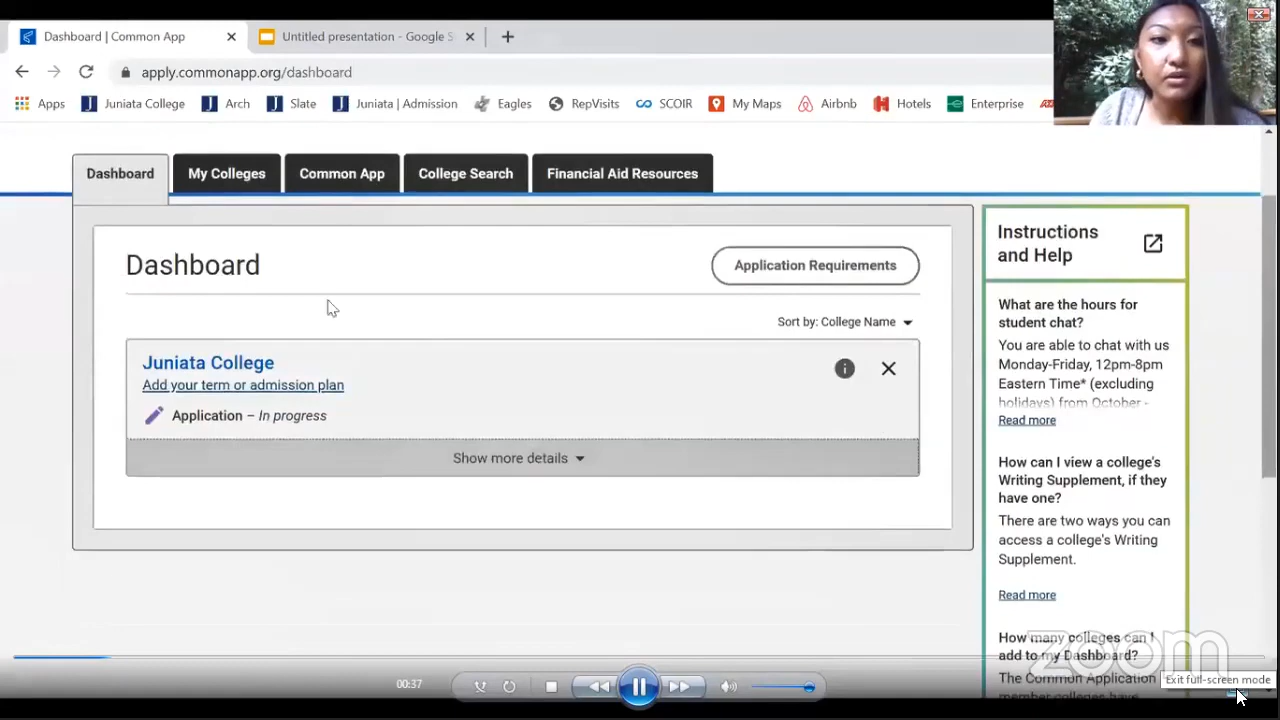 Dashboard | Common App
Untitled presentation - Google S
apply.commonapp.org/dashboard
Apps
Juniata College
Arch
Slate
Juniata | Admission
Eagles
RepVisits
SCOIR
My Maps
Airbnb
Hotels
Enterprise
Dashboard
My Colleges
Common App
College Search
Financial Aid Resources
Dashboard
Application Requirements
Sort by: College Name
Juniata College
Add your term or admission plan
Application – In progress
Show more details
Instructions
and Help
What are the hours for
student chat?
You are able to chat with us
Monday-Friday, 12pm-8pm
Eastern Time* (excluding
holidays) from October -
Read more
How can I view a college's
Writing Supplement, if they
have one?
There are two ways you can
access a college's Writing
Supplement.
Read more
How many colleges can I
add to my Dashboard?
The Common Application
member colleges have
zoom
Exit full-screen mode
00:37